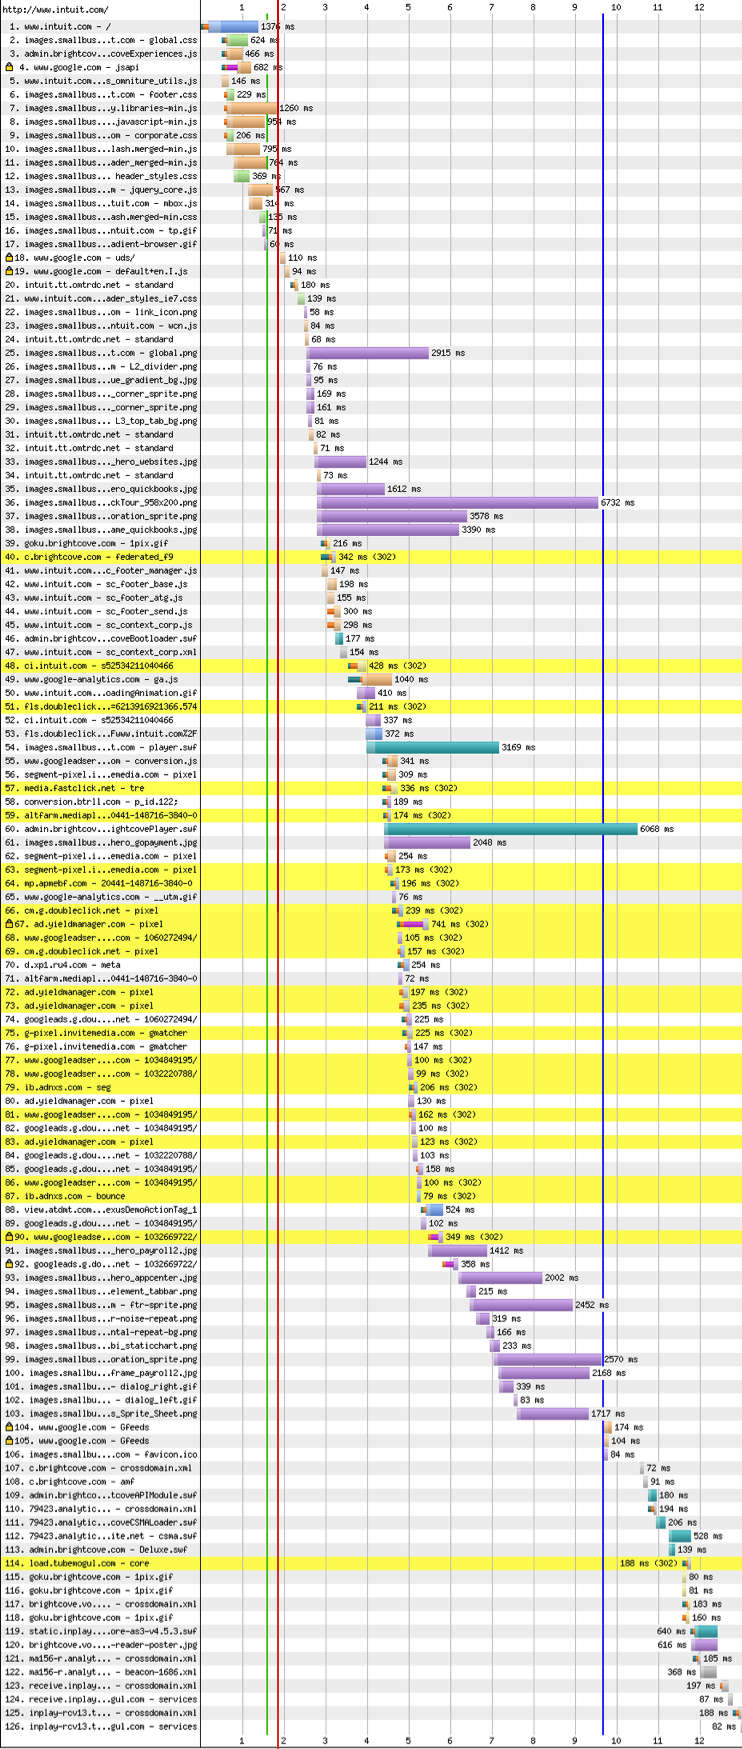 http://www.intuit.com/ 1 2 3 4 5 6 7 8 9 10 11 12
1. www.intuit.com - / 1376 ms
2. images.smallbus...t.com - global.css 624 ms
3. admin.brightcov...coveExperiences.js 466 ms
4. www.google.com - jsapi 682 ms
5. www.intuit.com...s_omniture_utils.js 146 ms
6. images.smallbus...t.com - footer.css 229 ms
7. images.smallbus...y.libraries-min.js 1260 ms
8. images.smallbus....javascript-min.js 954 ms
9. images.smallbus...om - corporate.css 206 ms
10. images.smallbus...lash.merged-min.js 795 ms
11. images.smallbus...ader_merged-min.js 764 ms
12. images.smallbus... header_styles.css 369 ms
13. images.smallbus...m - jquery_core.js 567 ms
14. images.smallbus...tuit.com - mbox.js 314 ms
15. images.smallbus...ash.merged-min.css 135 ms
16. images.smallbus...ntuit.com - tp.gif 71 ms
17. images.smallbus...adient-browser.gif 60 ms
18. www.google.com - uds/ 110 ms
19. www.google.com - default+en.I.js 94 ms
20. intuit.tt.omtrdc.net - standard 180 ms
21. images.smallbus...ader_styles_ie7.css 139 ms
22. images.smallbus...om - link_icon.png 58 ms
23. images.smallbus...ntuit.com - wcn.js 84 ms
24. intuit.tt.omtrdc.net - standard 68 ms
25. images.smallbus...t.com - global.png 2915 ms
26. images.smallbus...m - L2_divider.png 76 ms
27. images.smallbus...ue_gradient_bg.jpg 95 ms
28. images.smallbus..._corner_sprite.png 169 ms
29. images.smallbus..._corner_sprite.png 161 ms
30. images.smallbus... L3_top_tab_bg.png 81 ms
31. intuit.tt.omtrdc.net - standard 82 ms
32. intuit.tt.omtrdc.net - standard 71 ms
33. images.smallbus..._hero_websites.jpg 1244 ms
34. intuit.tt.omtrdc.net - standard 73 ms
35. images.smallbus...ero_quickbooks.jpg 1612 ms
36. images.smallbus...ckTour_958x200.png 6732 ms
37. images.smallbus...oration_sprite.png 3578 ms
38. images.smallbus...ame_quickbooks.jpg 3390 ms
39. goku.brightcove.com - 1pix.gif 216 ms
40. c.brightcove.com - federated_f9 342 ms (302)
41. www.intuit.com...c_footer_manager.js 147 ms
42. www.intuit.com - sc_footer_base.js 198 ms
43. www.intuit.com - sc_footer_atg.js 155 ms
44. www.intuit.com - sc_footer_send.js 300 ms
45. www.intuit.com - sc_context_corp.js 298 ms
46. admin.brightcov...coveBootloader.swf 177 ms
47. www.intuit.com - sc_context_corp.xml 154 ms
48. ci.intuit.com - s52534211040466 428 ms (302)
49. www.google-analytics.com - ga.js 1040 ms
50. www.intuit.com...oadingAnimation.gif 410 ms
51. fls.doubleclick...=6213916921366.574 211 ms (302)
52. ci.intuit.com - s52534211040466 337 ms
53. fls.doubleclick...Fwww.intuit.com%2F 372 ms
54. images.smallbus...t.com - player.swf 3169 ms
55. www.googleadser...om - conversion.js 341 ms
56. segment-pixel.i...emedia.com - pixel 309 ms
57. media.fastclick.net - tre 336 ms (302)
58. conversion.btrll.com - p_id.122; 189 ms
59. altfarm.mediapl...0441-148716-3840-0 174 ms (302)
60. admin.brightcov...ightcovePlayer.swf 6068 ms
61. images.smallbus...hero_gopayment.jpg 2048 ms
62. segment-pixel.i...emedia.com - pixel 254 ms
63. segment-pixel.i...emedia.com - pixel 173 ms (302)
64. mp.apmebf.com - 20441-148716-3840-0 196 ms (302)
65. www.google-analytics.com - __utm.gif 76 ms
66. cm.g.doubleclick.net - pixel 239 ms (302)
67. ad.yieldmanager.com - pixel 741 ms (302)
68. www.googleadser....com - 1060272494/ 105 ms (302)
69. cm.g.doubleclick.net - pixel 157 ms (302)
70. d.xp1.ru4.com - meta 254 ms
71. altfarm.mediapl...0441-148716-3840-0 72 ms
72. ad.yieldmanager.com - pixel 197 ms (302)
73. ad.yieldmanager.com - pixel 235 ms (302)
74. googleads.g.dou....net - 1060272494/ 225 ms
75. g-pixel.invitemedia.com - gmatcher 225 ms (302)
76. g-pixel.invitemedia.com - gmatcher 147 ms
77. www.googleadser....com - 1034849195/ 100 ms (302)
78. www.googleadser....com - 1032220788/ 99 ms (302)
79. ib.adnxs.com - seg 206 ms (302)
80. ad.yieldmanager.com - pixel 130 ms
81. www.googleadser....com - 1034849195/ 162 ms (302)
82. googleads.g.dou....net - 1034849195/ 100 ms
83. ad.yieldmanager.com - pixel 123 ms (302)
84. googleads.g.dou....net - 1032220788/ 103 ms
85. googleads.g.dou....net - 1034849195/ 158 ms
86. www.googleadser....com - 1034849195/ 100 ms (302)
87. ib.adnxs.com - bounce 79 ms (302)
88. view.atdmt.com...exusDemoActionTag_1 524 ms
89. googleads.g.dou....net - 1034849195/ 102 ms
90. www.googleadse....com - 1032669722/ 349 ms (302)
91. images.smallbus..._hero_payroll2.jpg 1412 ms
92. googleads.g.do...net - 1032669722/ 358 ms
93. images.smallbus...hero_appcenter.jpg 2002 ms
94. images.smallbus...element_tabbar.png 215 ms
95. images.smallbus...m - ftr-sprite.png 2452 ms
96. images.smallbus...r-noise-repeat.png 319 ms
97. images.smallbus...ntal-repeat-bg.png 166 ms
98. images.smallbus...bi_staticchart.png 233 ms
99. images.smallbus...oration_sprite.png 2570 ms
100. images.smallbu...frame_payroll2.jpg 2168 ms
101. images.smallbu... - dialog_right.gif 339 ms
102. images.smallbu... - dialog_left.gif 83 ms
103. images.smallbu...s_Sprite_Sheet.png 1717 ms
104. www.google.com - Gfeeds 174 ms
105. www.google.com - Gfeeds 104 ms
106. images.smallbu....com - favicon.ico 84 ms
107. c.brightcove.com - crossdomain.xml 72 ms
108. c.brightcove.com - amf 91 ms
109. admin.brightco...tcoveAPIModule.swf 180 ms
110. 79423.analytic... - crossdomain.xml 194 ms
111. admin.brightco...coveCSMALoader.swf 206 ms
112. 79423.analytic...ite.net - csma.swf 528 ms
113. admin.brightcove.com - Deluxe.swf 139 ms
114. load.tubemogul.com - core 188 ms (302)
115. goku.brightcove.com - 1pix.gif 80 ms
116. goku.brightcove.com - 1pix.gif 81 ms
117. brightcove.vo.... - crossdomain.xml 183 ms
118. goku.brightcove.com - 1pix.gif 160 ms
119. static.inplay...ore-as3-v4.5.3.swf 640 ms
120. brightcove.vo...-reader-poster.jpg 616 ms
121. ma156-r.analyt... - crossdomain.xml 185 ms
122. ma156-r.analyt... - beacon-1686.xml 368 ms
123. receive.inplay... - crossdomain.xml 197 ms
124. receive.inplay...gul.com - services 87 ms
125. inplay-rcv13.t... - crossdomain.xml 188 ms
126. inplay-rcv13.t...gul.com - services 82 ms
1 2 3 4 5 6 7 8 9 10 11 12